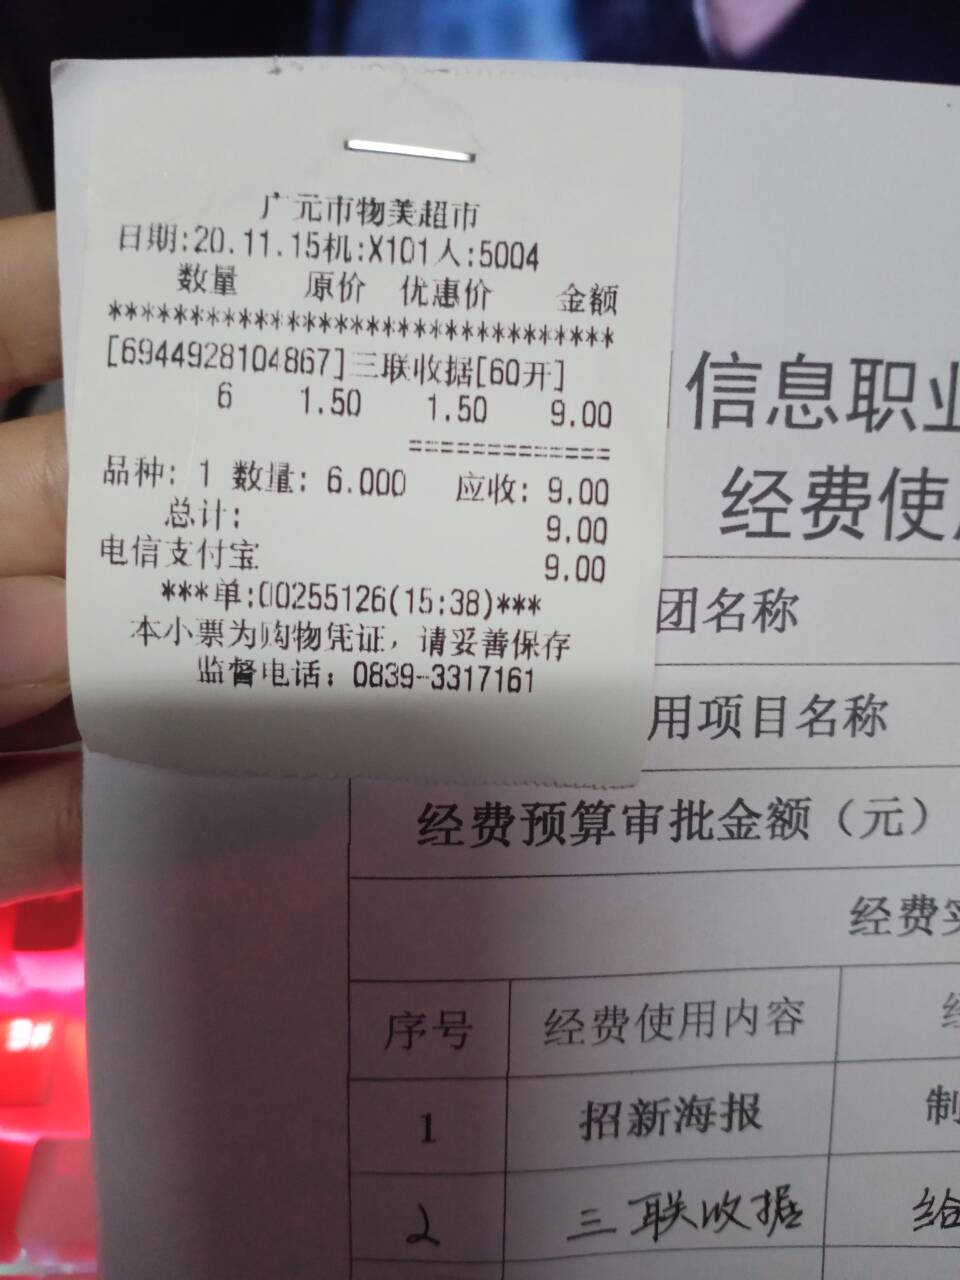 广元市物美超市
日期:20.11.15机:X101人:5004
数量 原价 优惠价 金额
*******************************
[6944928104867]三联收据[60开]
6 1.50 1.50 9.00
================
品种: 1 数量: 6.000 应收: 9.00
总计: 9.00
电信支付宝 9.00
***单:00255126(15:38)***
本小票为购物凭证, 请妥善保存
监督电话: 0839-3317161
信息职业
经费使
团名称
用项目名称
经费预算审批金额（元）
经费实
序号 经费使用内容
1 招新海报 制
2 三联收据 给